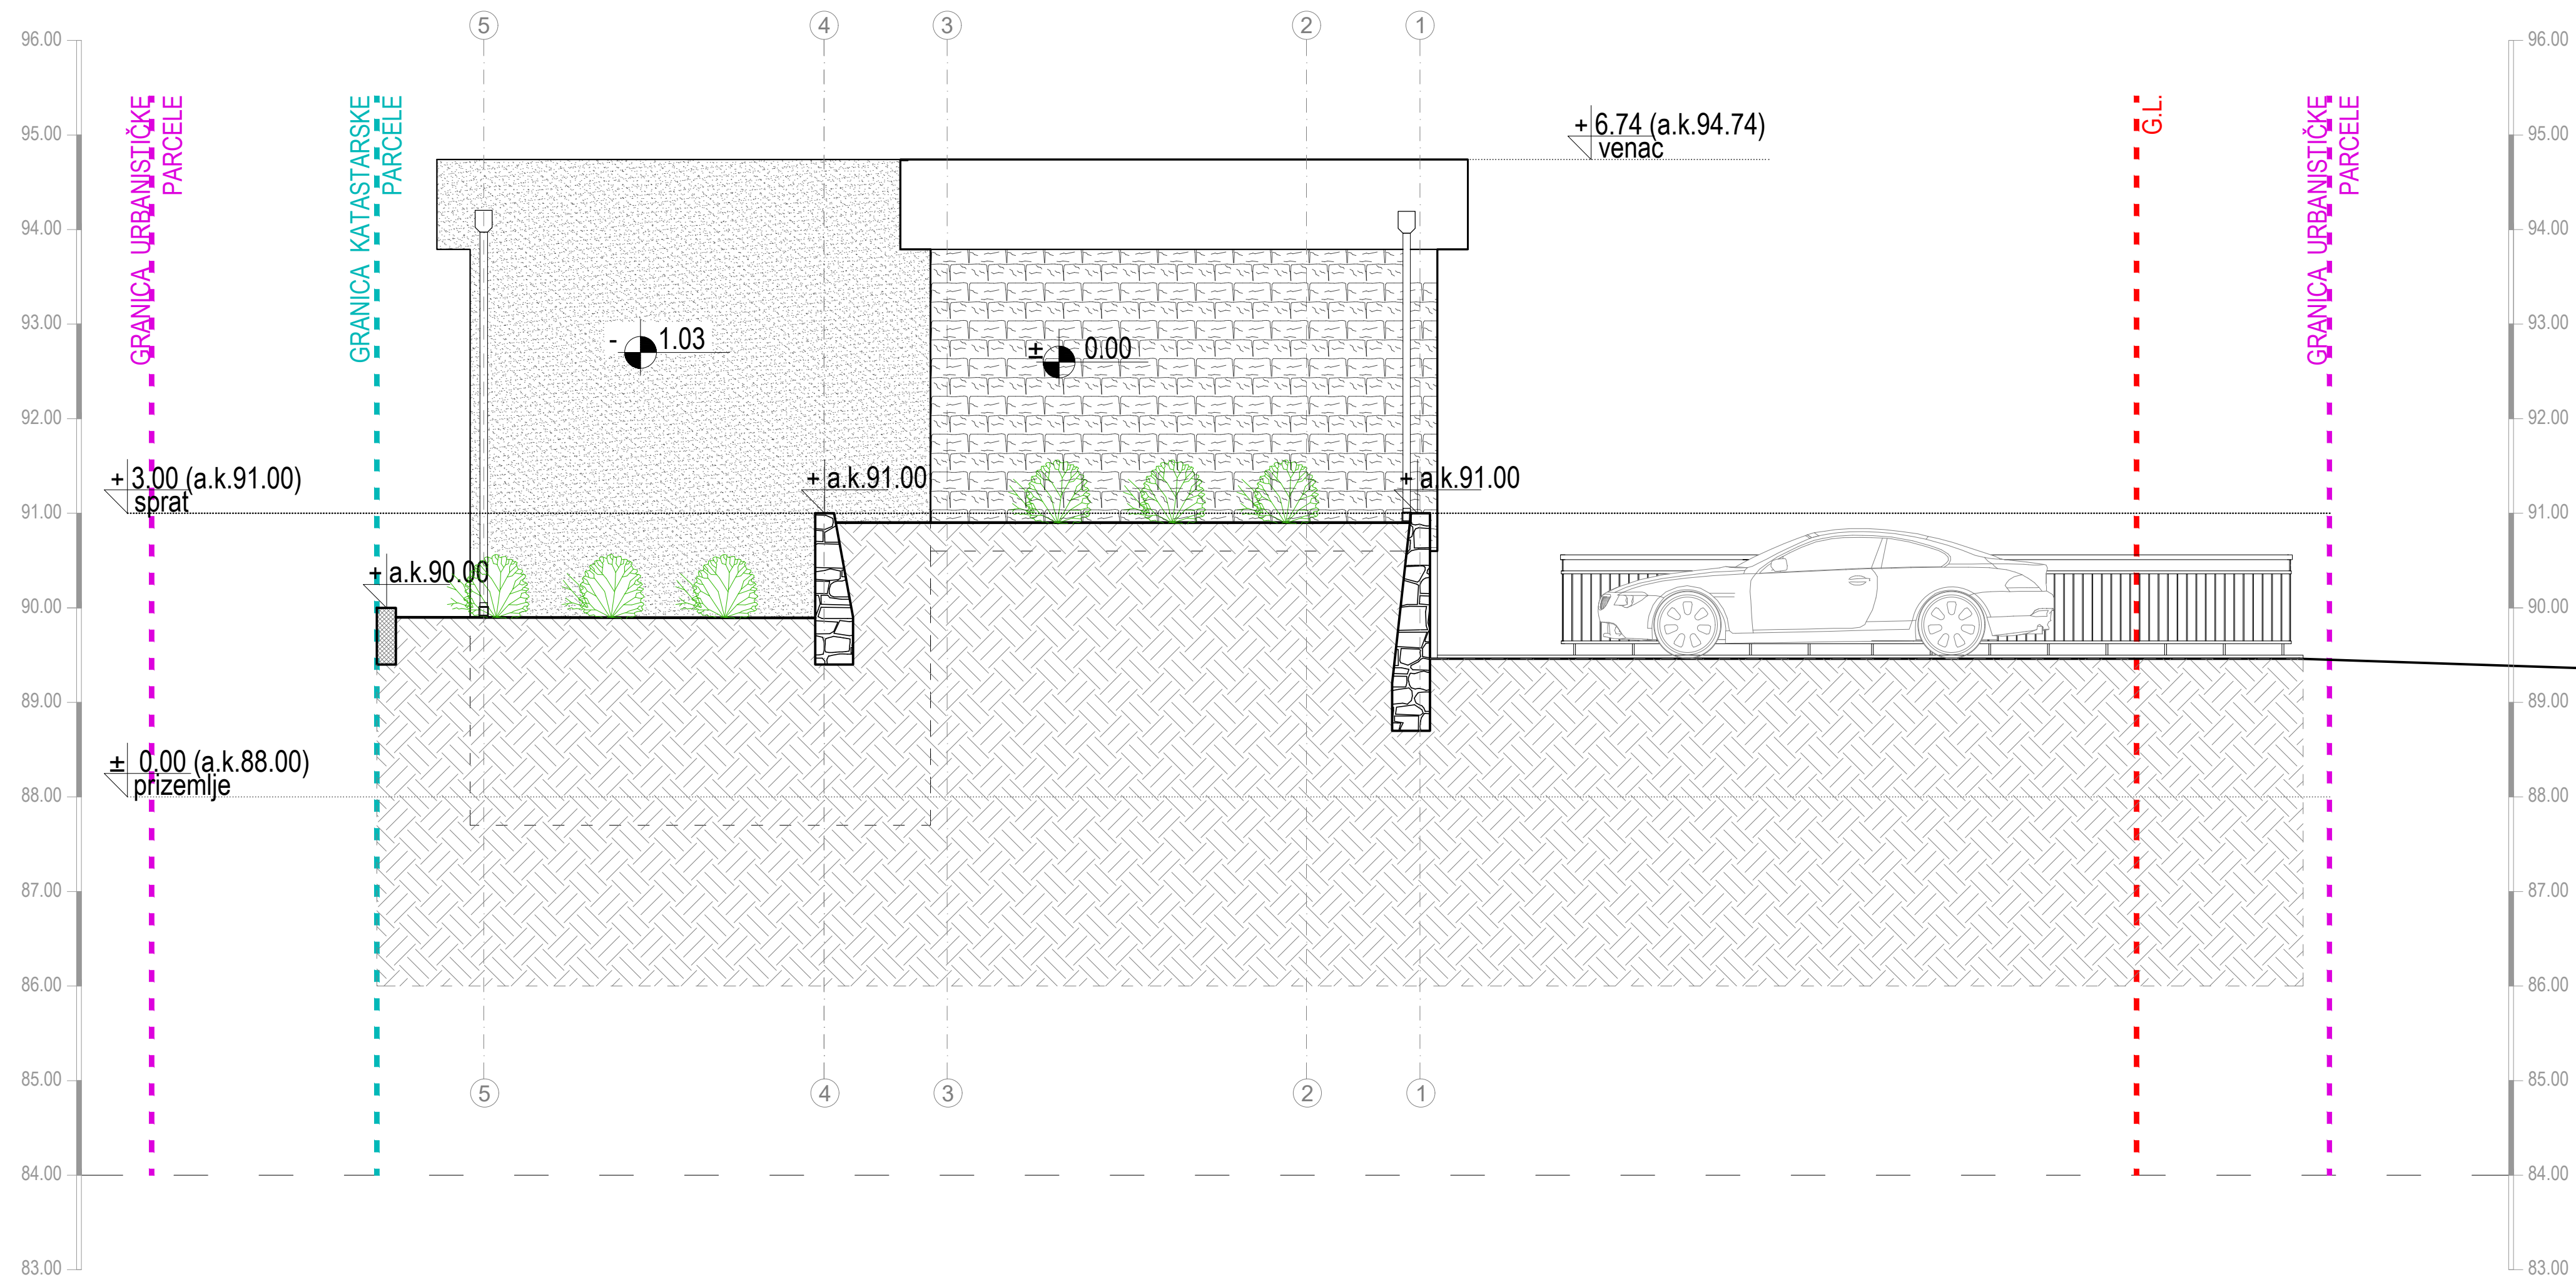 5 4 3 2 1
96.00 96.00
GRANICA URBANISTIČKE
PARCELE
GRANICA KATASTARSKE
PARCELE
G.L.
GRANICA URBANISTIČKE
PARCELE
95.00 95.00
+6.74 (a.k.94.74)
venac
94.00 94.00
93.00 93.00
- 1.03
± 0.00
92.00 92.00
+3.00 (a.k.91.00)
sprat
+ a.k.91.00
+ a.k.91.00
91.00 91.00
+ a.k.90.00
90.00 90.00
89.00 89.00
± 0.00 (a.k.88.00)
prizemlje
88.00 88.00
87.00 87.00
86.00 86.00
85.00 85.00
5 4 3 2 1
84.00 84.00
83.00 83.00